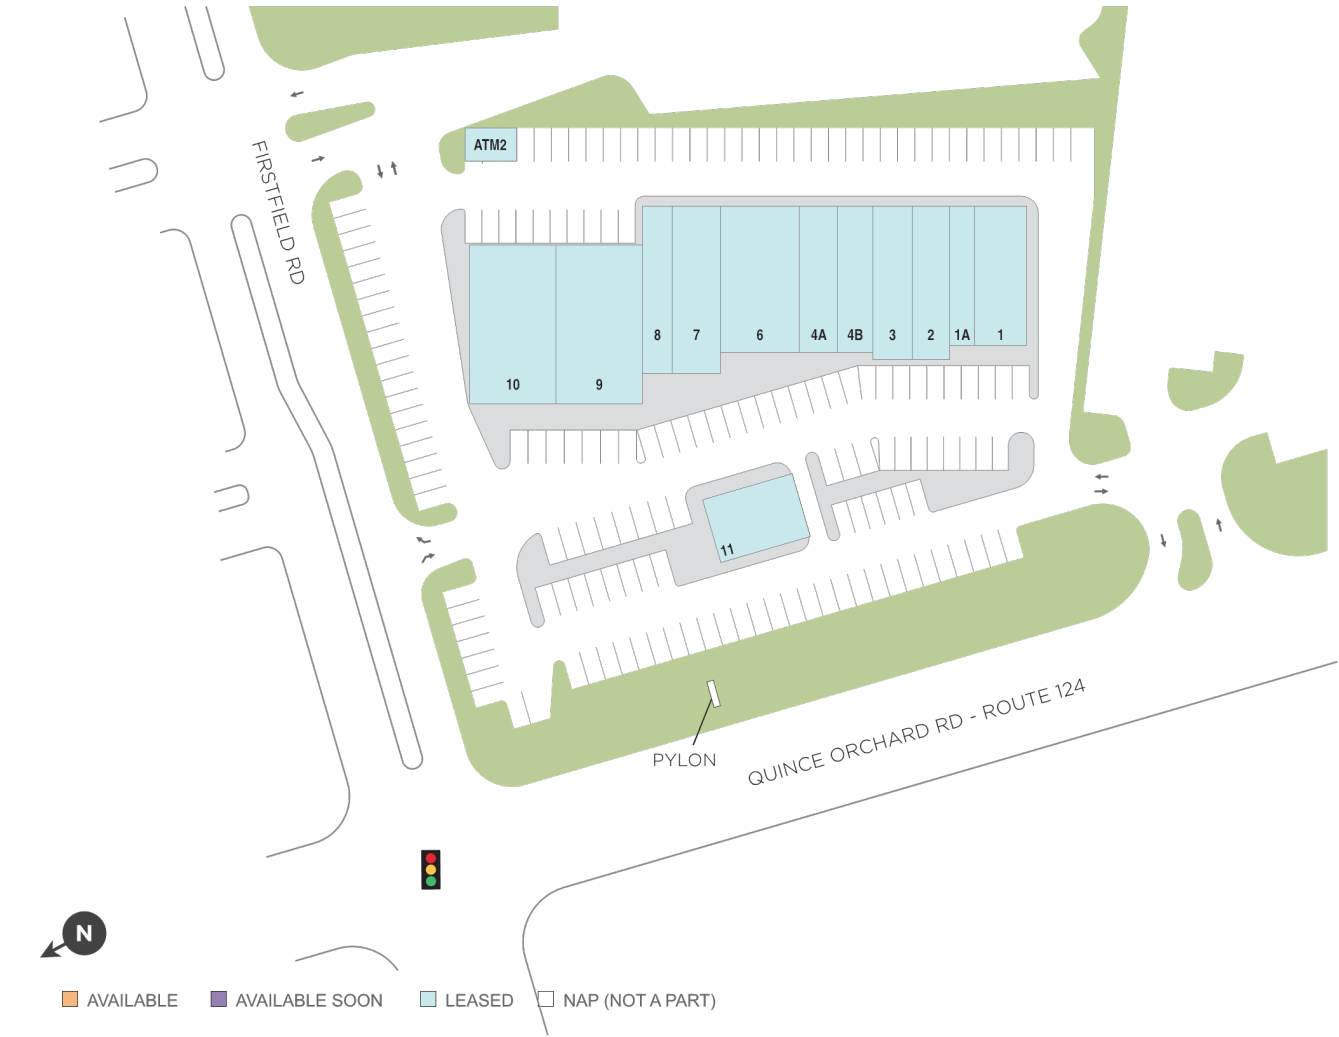 ATM2
FIRSTFIELD RD
8
7
6
4A
4B
3
2
1A
1
10
9
11
PYLON
QUINCE ORCHARD RD - ROUTE 124
N
AVAILABLE
AVAILABLE SOON
LEASED
NAP (NOT A PART)